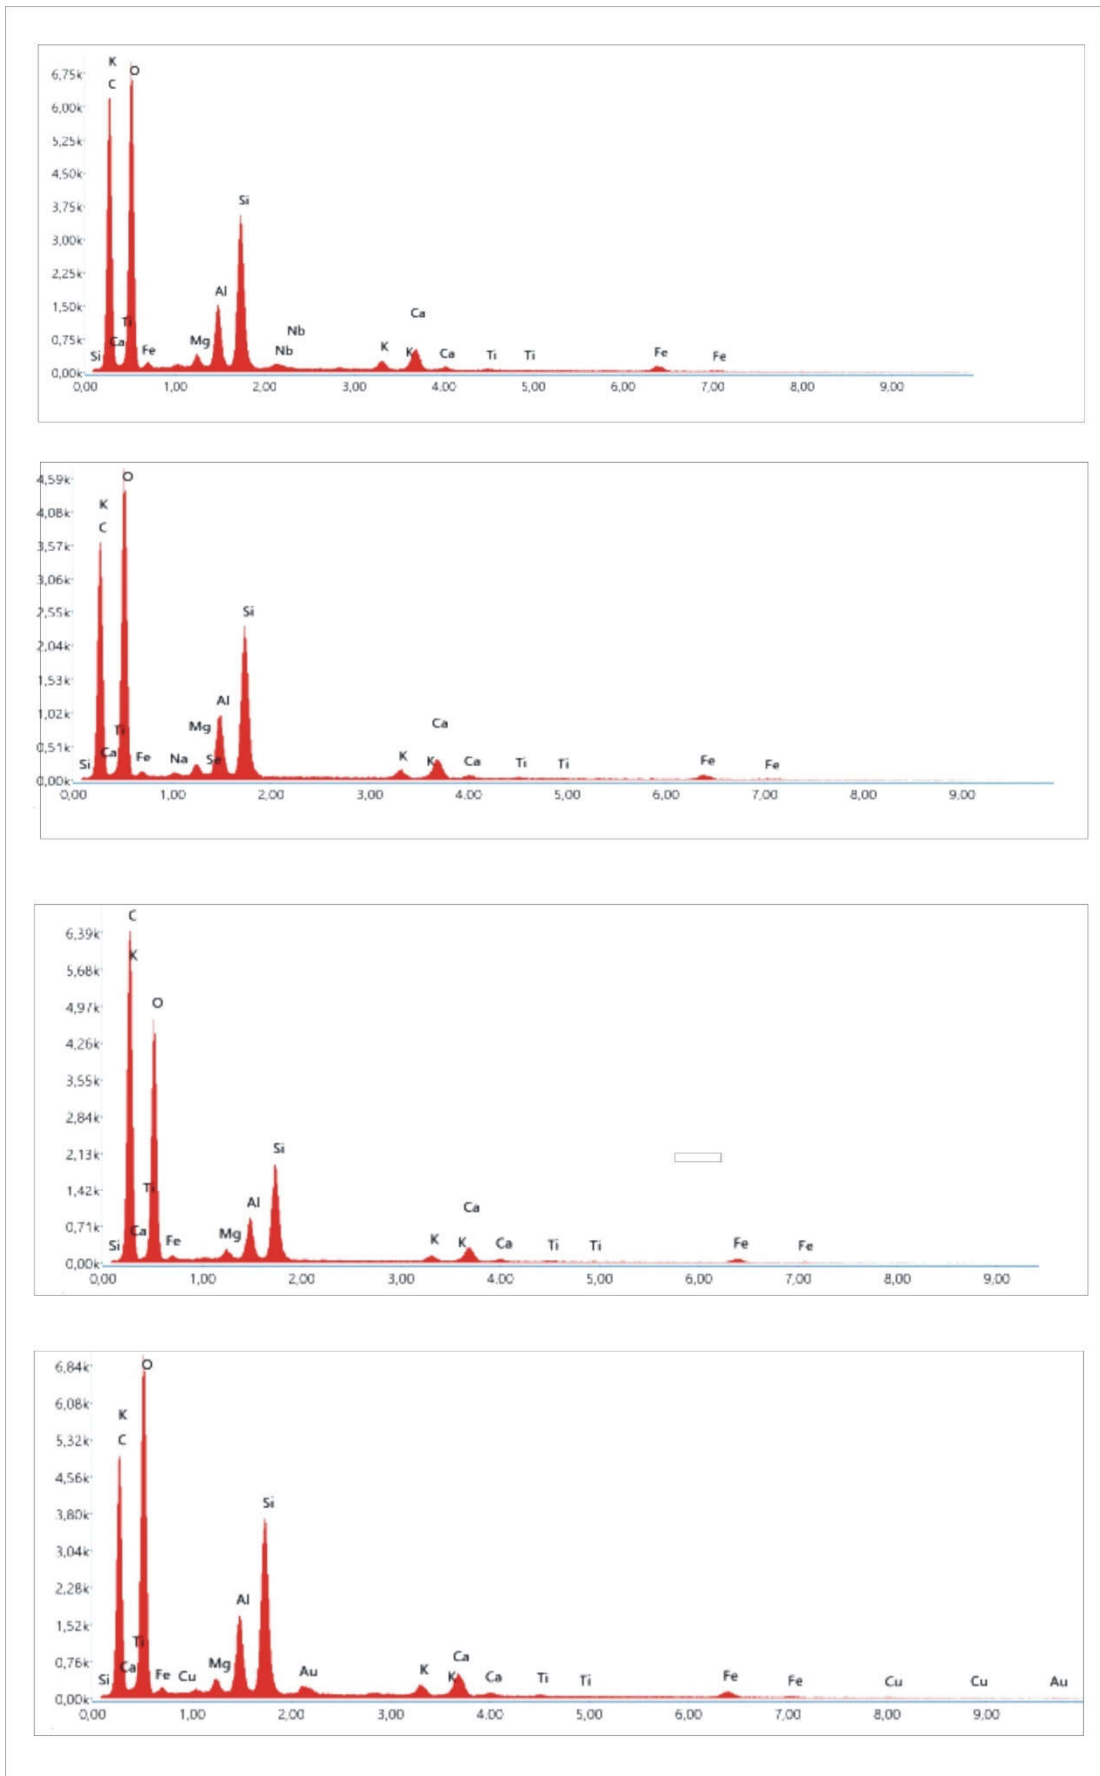 K
6,75k O
C
6,00k
5,25k
4,50k
3,75k Si
3,00k
2,25k
1,50k Al
Ti Ca
Nb
0,75k Ca Mg
Si Fe Nb K K Ca Ti Ti Fe Fe
0,00k
0,00 1,00 2,00 3,00 4,00 5,00 6,00 7,00 8,00 9,00
4,59k O
K
4,08k
C
3,57k
3,06k
2,55k Si
2,04k
1,53k
1,02k Al
Ti Mg Ca
0,51k Ca Fe Na Se K K Ca Ti Ti Fe Fe
Si
0,00k
0,00 1,00 2,00 3,00 4,00 5,00 6,00 7,00 8,00 9,00
C
6,39k
K
5,68k
O
4,97k
4,26k
3,55k
2,84k
2,13k Si
1,42k Ti
Al Ca
0,71k Ca Mg
Si Fe K K Ca Ti Ti Fe Fe
0,00k
0,00 1,00 2,00 3,00 4,00 5,00 6,00 7,00 8,00 9,00
6,84k O
6,08k K
5,32k C
4,56k
3,80k Si
3,04k
2,28k
1,52k Al
Ti Ca
0,76k Ca Mg
Si Fe Cu Au K K Ca Ti Ti Fe Fe Cu Cu Au
0,00k
0,00 1,00 2,00 3,00 4,00 5,00 6,00 7,00 8,00 9,00